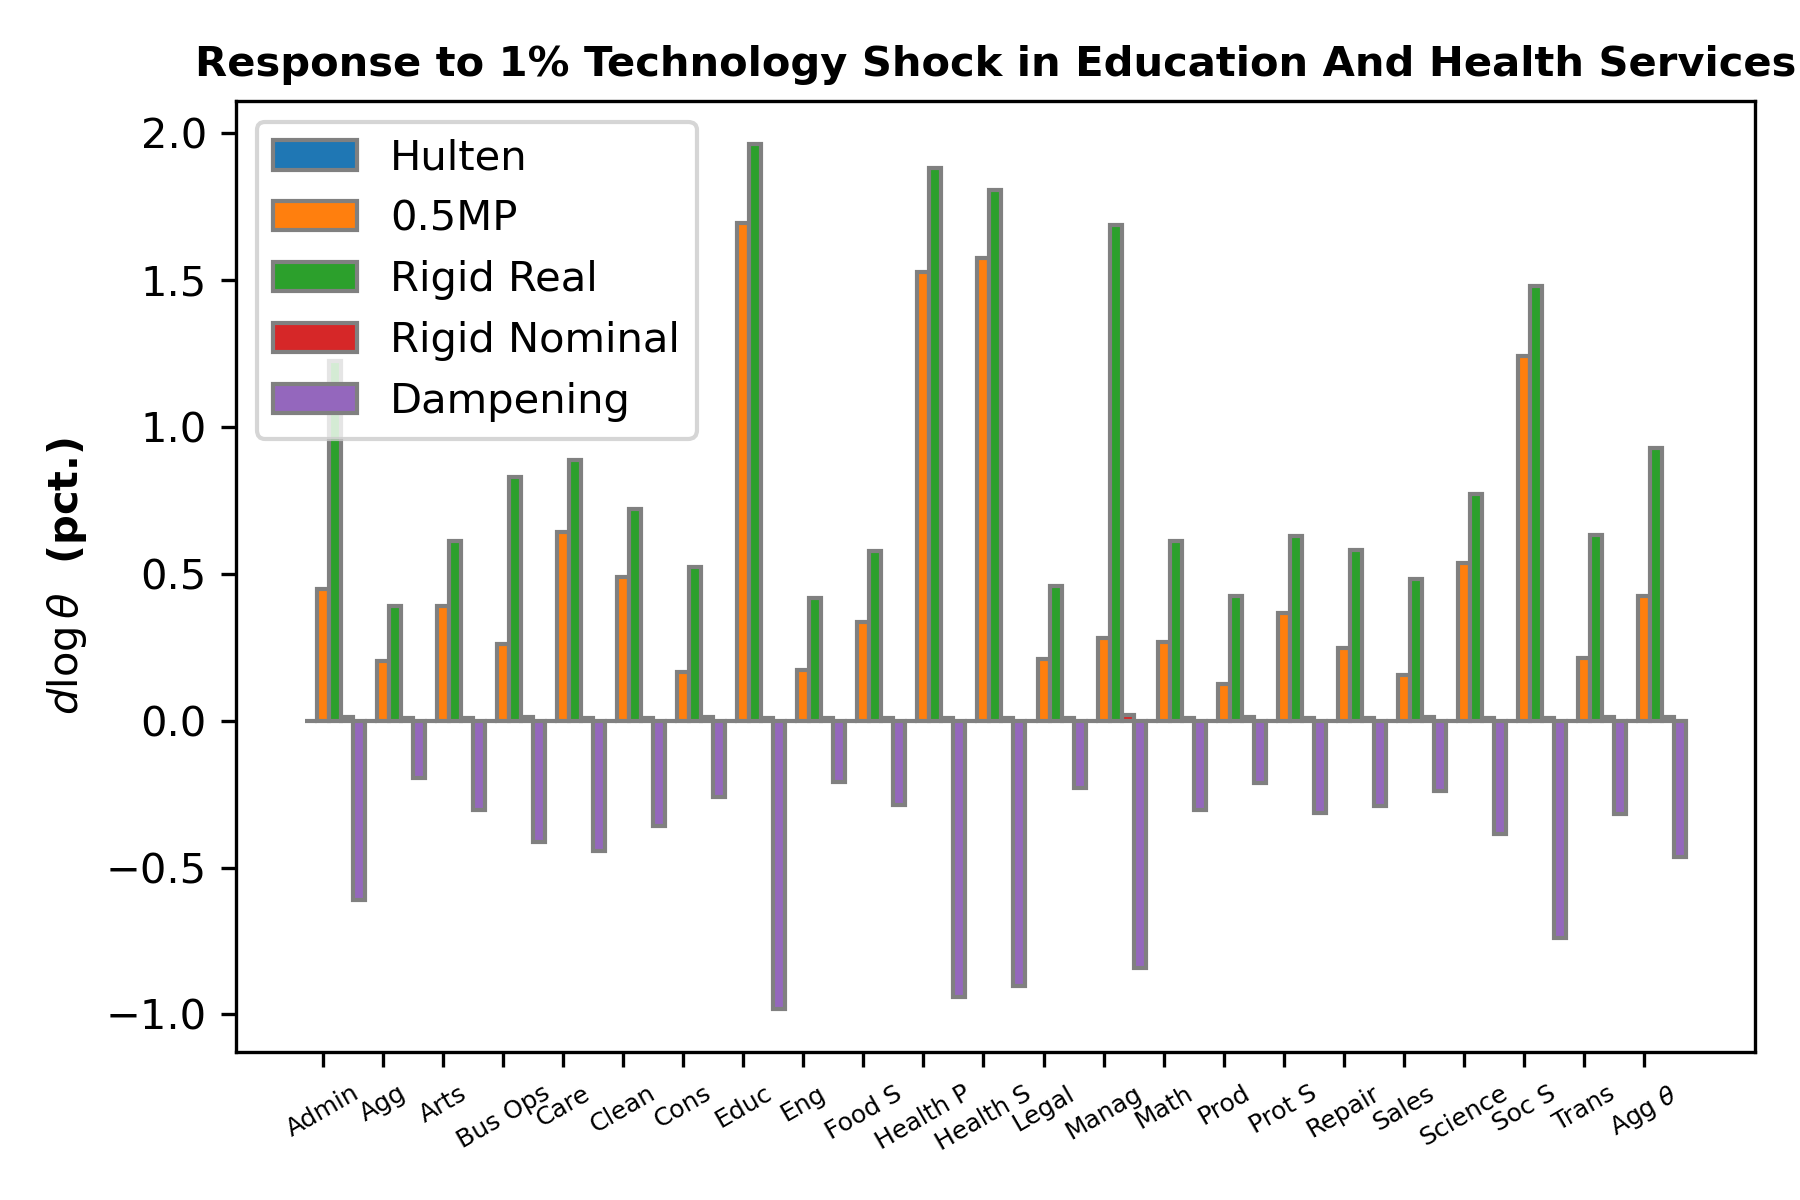 Response to 1% Technology Shock in Education And Health Services
Hulten
0.5MP
Rigid Real
Rigid Nominal
Dampening
2.0
1.5
1.0
0.5
0.0
−0.5
−1.0
dlogθ (pct.)
Admin
Agg
Arts
Bus Ops
Care
Clean
Cons
Educ
Eng
Food S
Health P
Health S
Legal
Manag
Math
Prod
Prot S
Repair
Sales
Science
Soc S
Trans
Agg θ